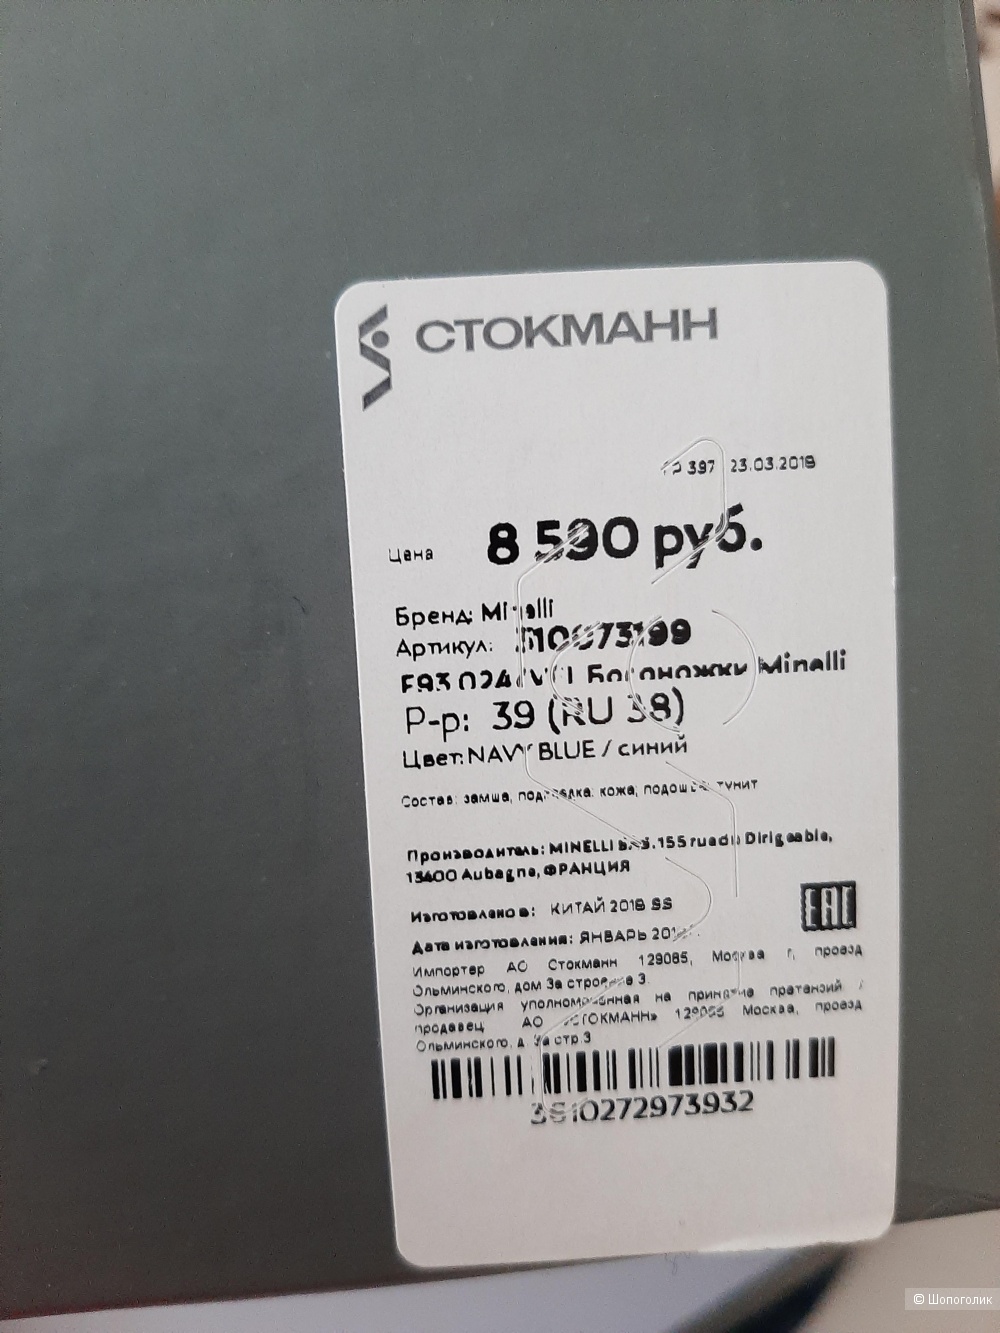 СТОКМАНН
397 23.03.2018
Цена 8 590 руб.
Бренд: Minelli
Артикул:
Босоножки Minelli
Р-р: 39 (RU 38)
Цвет: NAVY BLUE / синий
Состав: замша, подкладка: кожа; подошва: тунит
Производитель: MINELLI SAS. 155 rue du Dirigeable,
13400 Aubagne, ФРАНЦИЯ
Изготовлено в: КИТАЙ 2018 SS
Дата изготовления: ЯНВАРЬ
Импортер АО Стокманн 129085, Москва г, проезд
Ольминского, дом 3а строение 3
Организация уполномоченная на принятие претензий /
продавец АО «СТОКМАНН» 129085 Москва, проезд
Ольминского, д. 3а стр.3
EAC
3810272973932
© Шопоголик